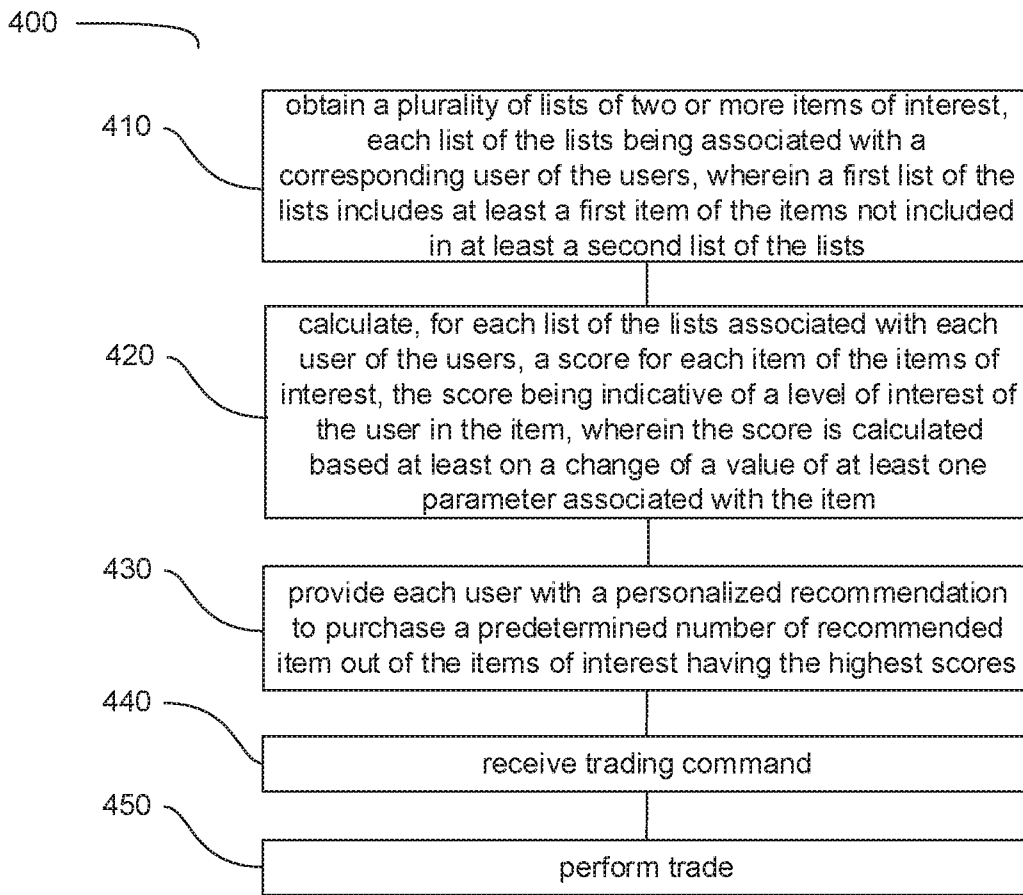 400
410
obtain a plurality of lists of two or more items of interest,
each list of the lists being associated with a
corresponding user of the users, wherein a first list of the
lists includes at least a first item of the items not included
in at least a second list of the lists
420
calculate, for each list of the lists associated with each
user of the users, a score for each item of the items of
interest, the score being indicative of a level of interest of
the user in the item, wherein the score is calculated
based at least on a change of a value of at least one
parameter associated with the item
430
provide each user with a personalized recommendation
to purchase a predetermined number of recommended
item out of the items of interest having the highest scores
440
receive trading command
450
perform trade